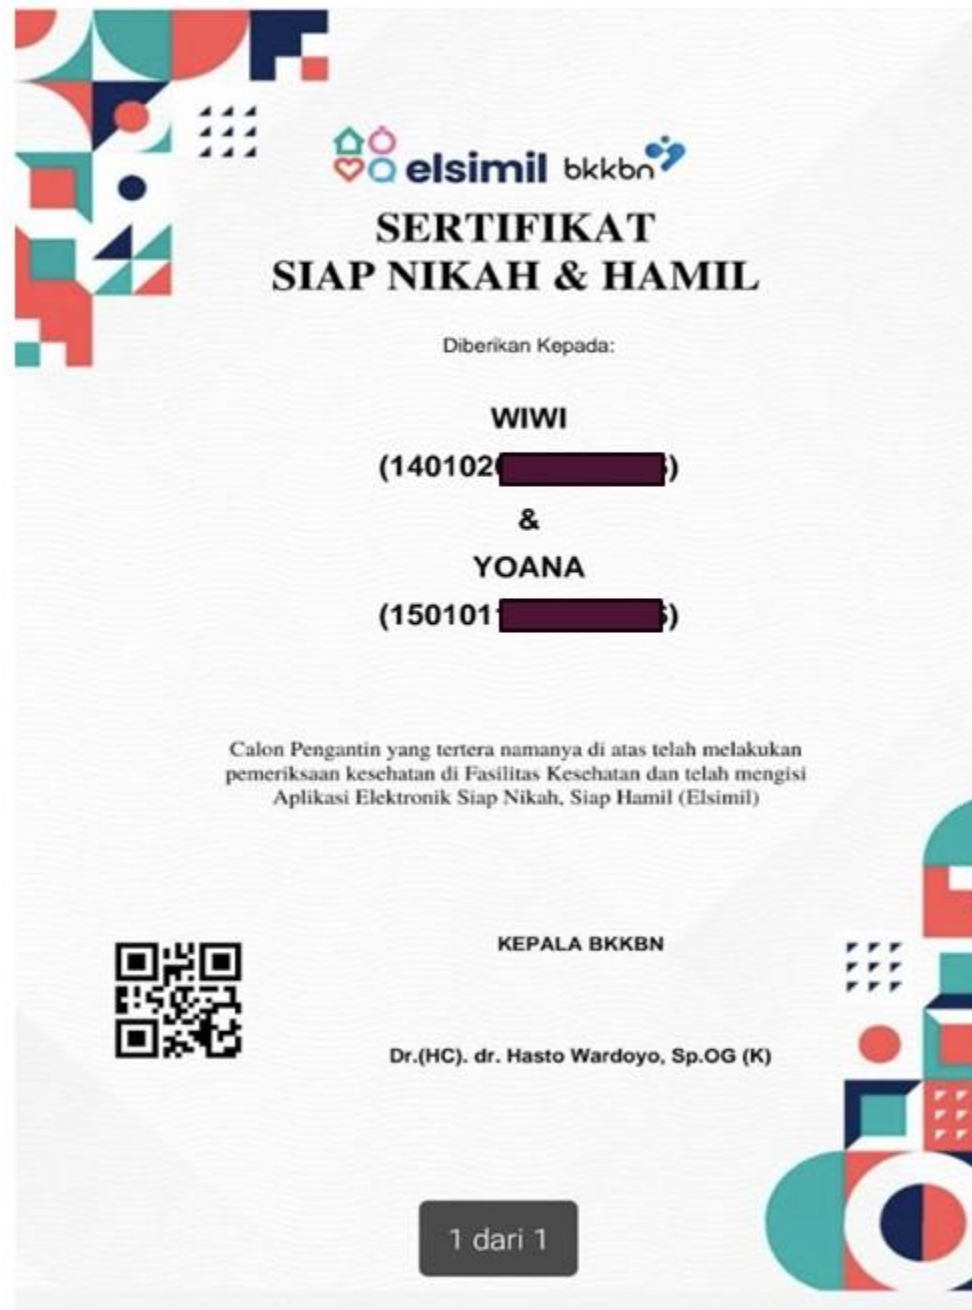 elsimil bkkbn
SERTIFIKAT
SIAP NIKAH & HAMIL
Diberikan Kepada:
WIWI
(140102
&
YOANA
(150101
Calon Pengantin yang tertera namanya di atas telah melakukan
pemeriksaan kesehatan di Fasilitas Kesehatan dan telah mengisi
Aplikasi Elektronik Siap Nikah, Siap Hamil (Elsimil)
KEPALA BKKBN
Dr.(HC). dr. Hasto Wardoyo, Sp.OG (K)
1 dari 1